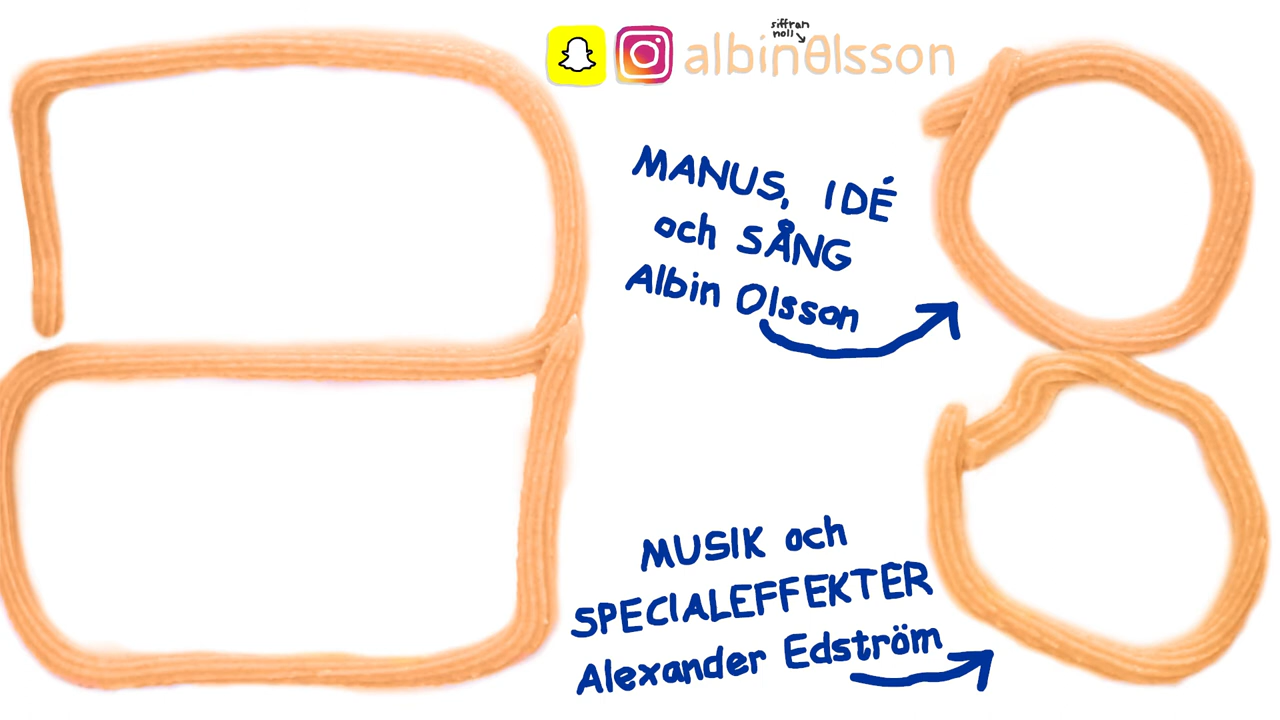 siffran
noll
albin0lsson
MANUS, IDÉ
och SÅNG
Albin Olsson
MUSIK och
SPECIALEFFEKTER
Alexander Edström